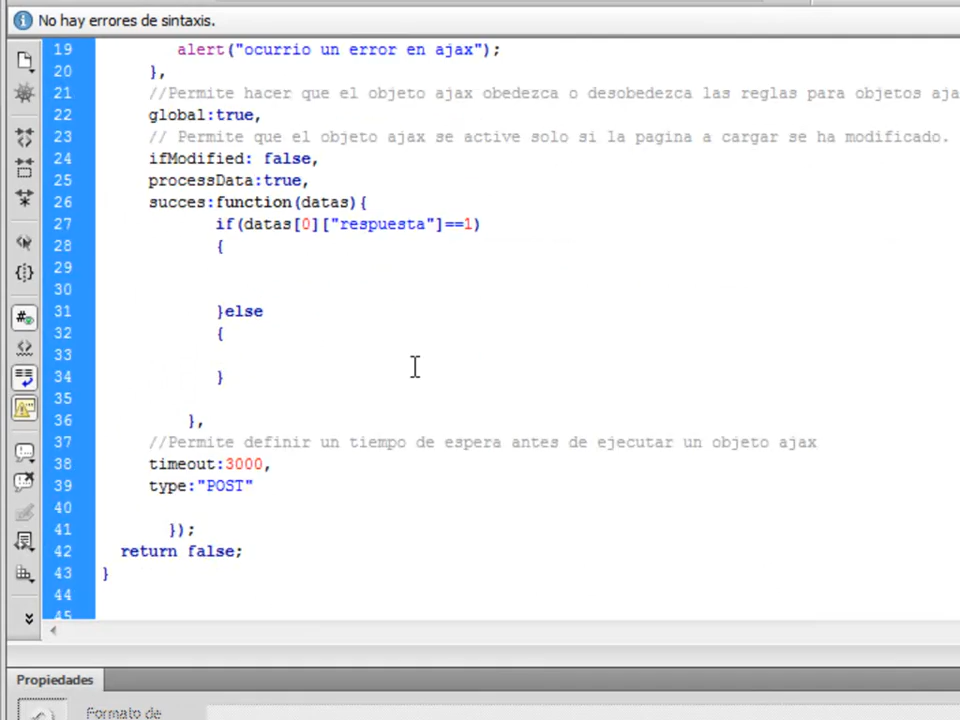 No hay errores de sintaxis.
19 alert("ocurrio un error en ajax");
20 },
21 //Permite hacer que el objeto ajax obedezca o desobedezca las reglas para objetos aja
22 global:true,
23 // Permite que el objeto ajax se active solo si la pagina a cargar se ha modificado.
24 ifModified: false,
25 processData:true,
26 succes:function(datas){
27 if(datas[0]["respuesta"]==1)
28 {
29
30
31 }else
32 {
33
34 }
35
36 },
37 //Permite definir un tiempo de espera antes de ejecutar un objeto ajax
38 timeout:3000,
39 type:"POST"
40
41 });
42 return false;
43 }
44
45
Propiedades
Formato de